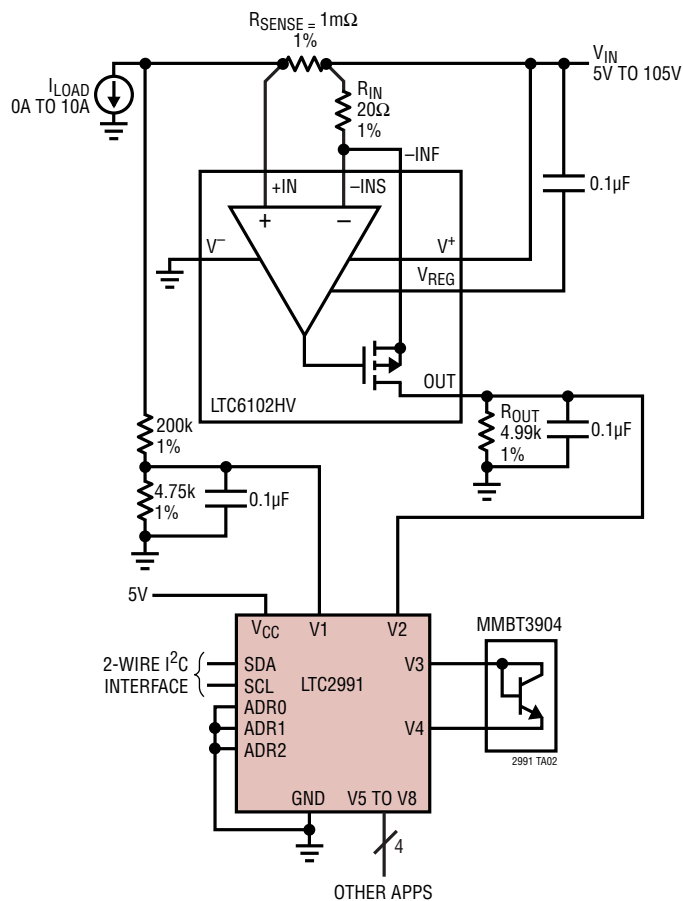 RSENSE = 1mΩ
1%
VIN
5V TO 105V
ILOAD
0A TO 10A
RIN
20Ω
1%
–INF
+IN
–INS
0.1µF
+
–
V–
V+
VREG
LTC6102HV
OUT
ROUT
4.99k
1%
0.1µF
200k
1%
4.75k
1%
0.1µF
5V
VCC
V1
V2
MMBT3904
2-WIRE I2C
INTERFACE
SDA
SCL
LTC2991
V3
ADR0
ADR1
ADR2
V4
2991 TA02
GND
V5 TO V8
4
OTHER APPS